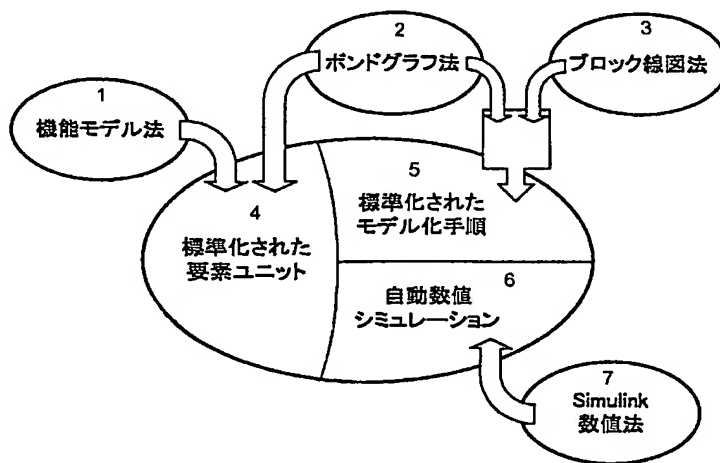 1
機能モデル法
2
ボンドグラフ法
3
ブロック線図法
4
標準化された
要素ユニット
5
標準化された
モデル化手順
6
自動数値
シミュレーション
7
Simulink
数値法